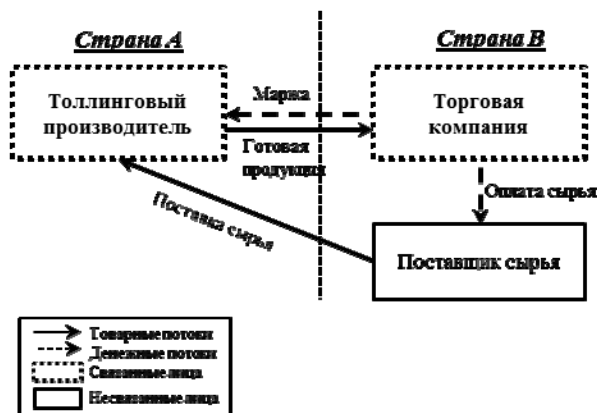 Страна А
Страна В
Толлинговый
производитель
Маржа
Готовая
продукция
Торговая
компания
Оплата сырья
Поставка сырья
Поставщик сырья
Товарные потоки
Денежные потоки
Связанные лица
Несвязанные лица